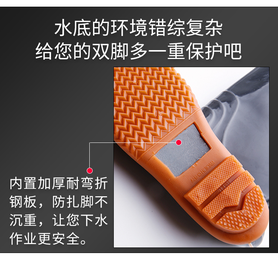 水底的环境错综复杂
给您的双脚多一重保护吧
内置加厚耐弯折
钢板，防扎脚不
沉重，让您下水
作业更安全。